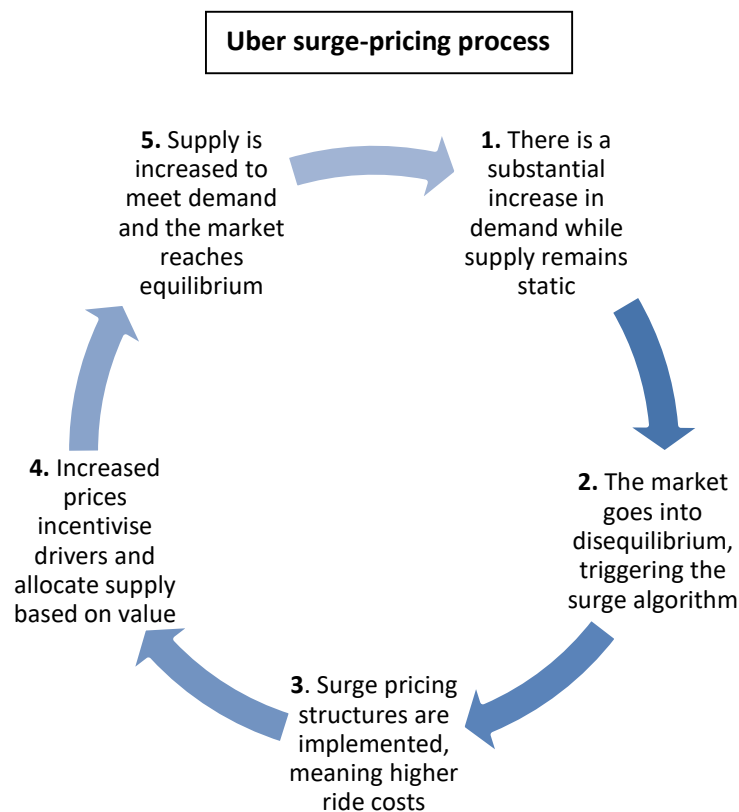 Uber surge-pricing process
1. There is a
substantial
increase in
demand while
supply remains
static
2. The market
goes into
disequilibrium,
triggering the
surge algorithm
3. Surge pricing
structures are
implemented,
meaning higher
ride costs
4. Increased
prices
incentivise
drivers and
allocate supply
based on value
5. Supply is
increased to
meet demand
and the market
reaches
equilibrium